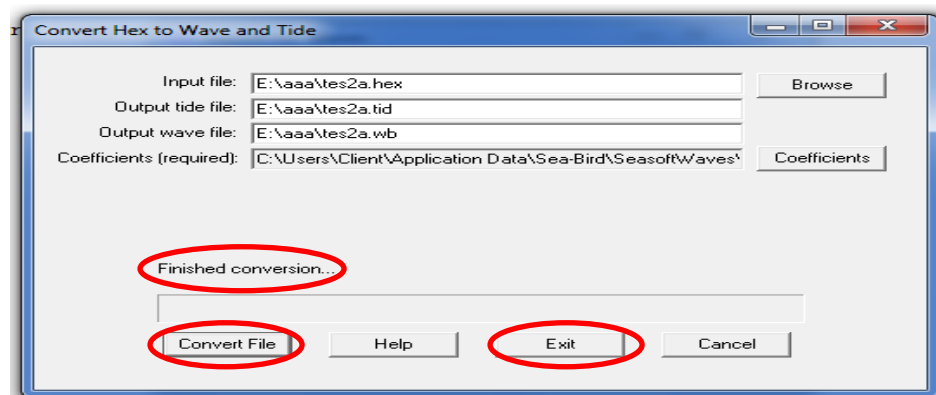 Convert Hex to Wave and Tide
Input file: E:\aaa\tes2a.hex Browse
Output tide file: E:\aaa\tes2a.tid
Output wave file: E:\aaa\tes2a.wb
Coefficients (required): C:\Users\Client\Application Data\Sea-Bird\SeasoftWaves\ Coefficients
Finished conversion...
Convert File Help Exit Cancel